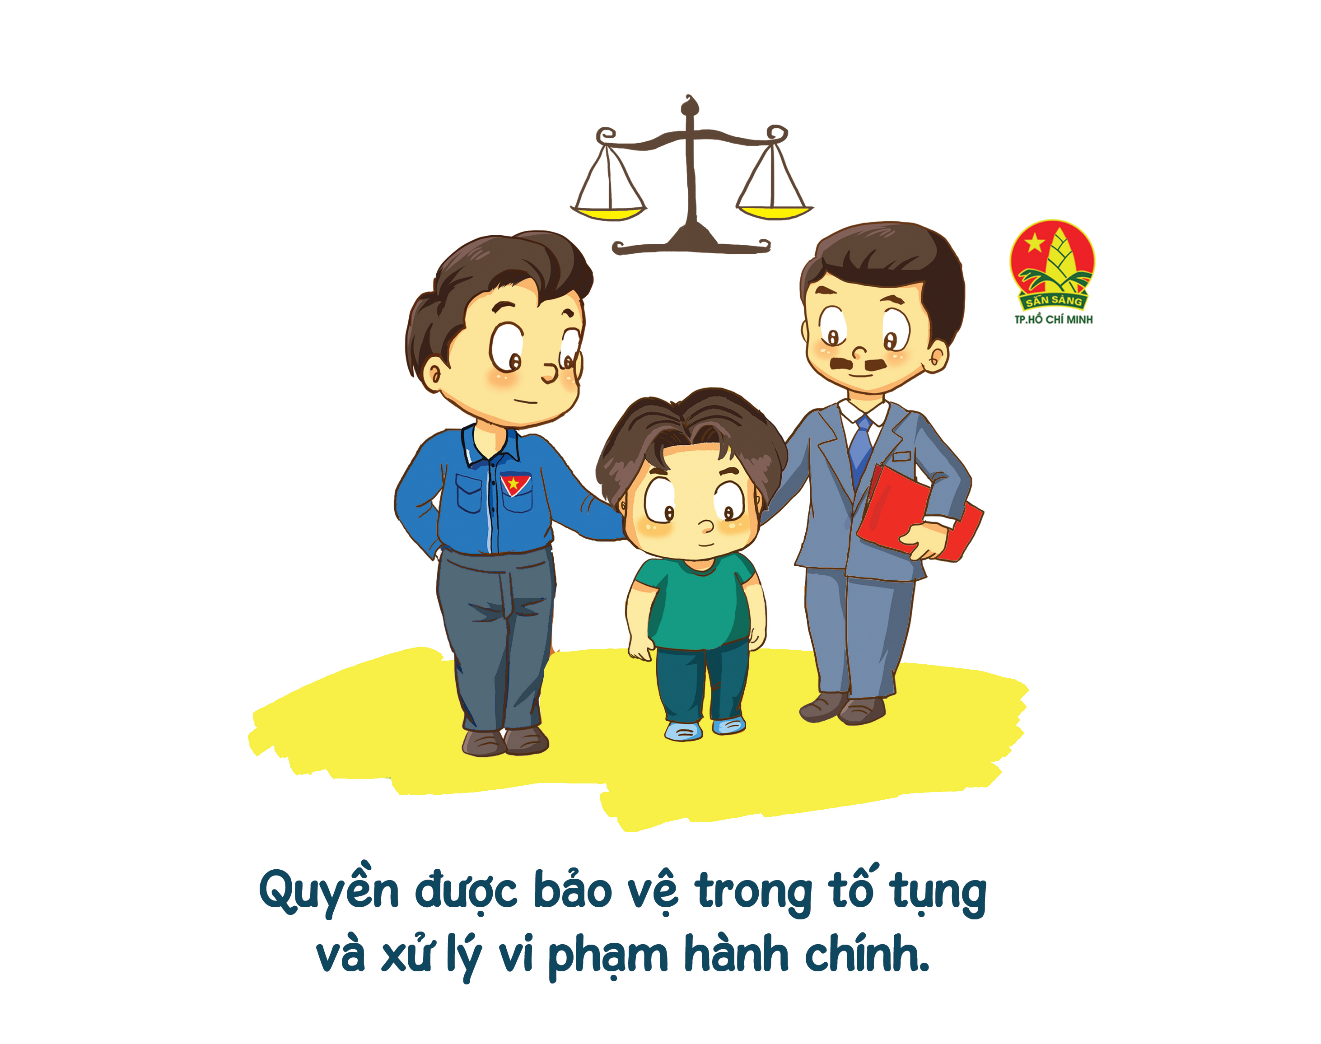 SẴN SÀNG
TP.HỒ CHÍ MINH
Quyền được bảo vệ trong tố tụng
và xử lý vi phạm hành chính.